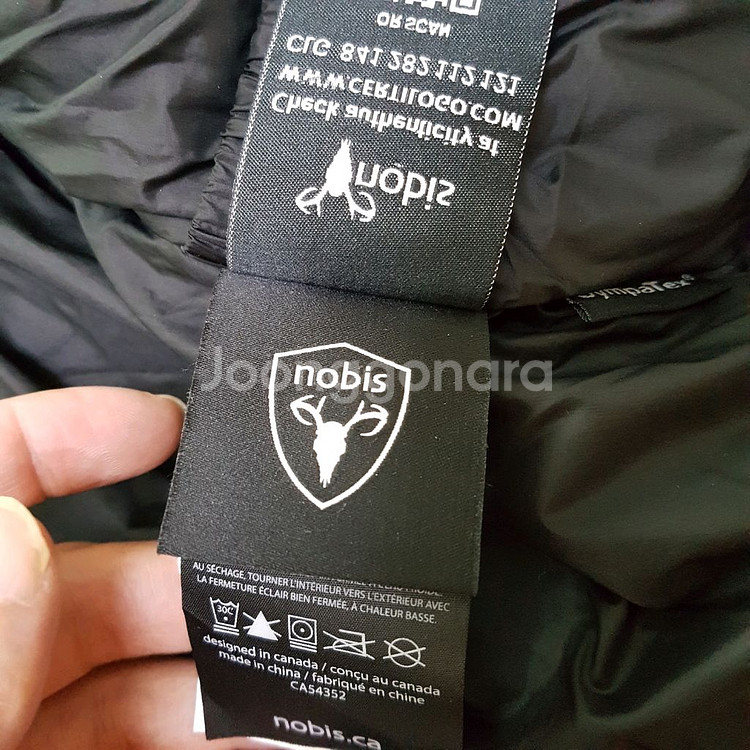 nobis
Check authenticity at
WWW.CERTILOGO.COM
CLG 841 282 112 121
OR SCAN
sympaTex®
Joonggonara
nobis
AU SÉCHAGE, TOURNER L'INTÉRIEUR VERS L'EXTÉRIEUR AVEC
LA FERMETURE ÉCLAIR BIEN FERMÉE, À CHALEUR BASSE.
30C
designed in canada / conçu au canada
made in china / fabriqué en chine
CA54352
nobis.ca